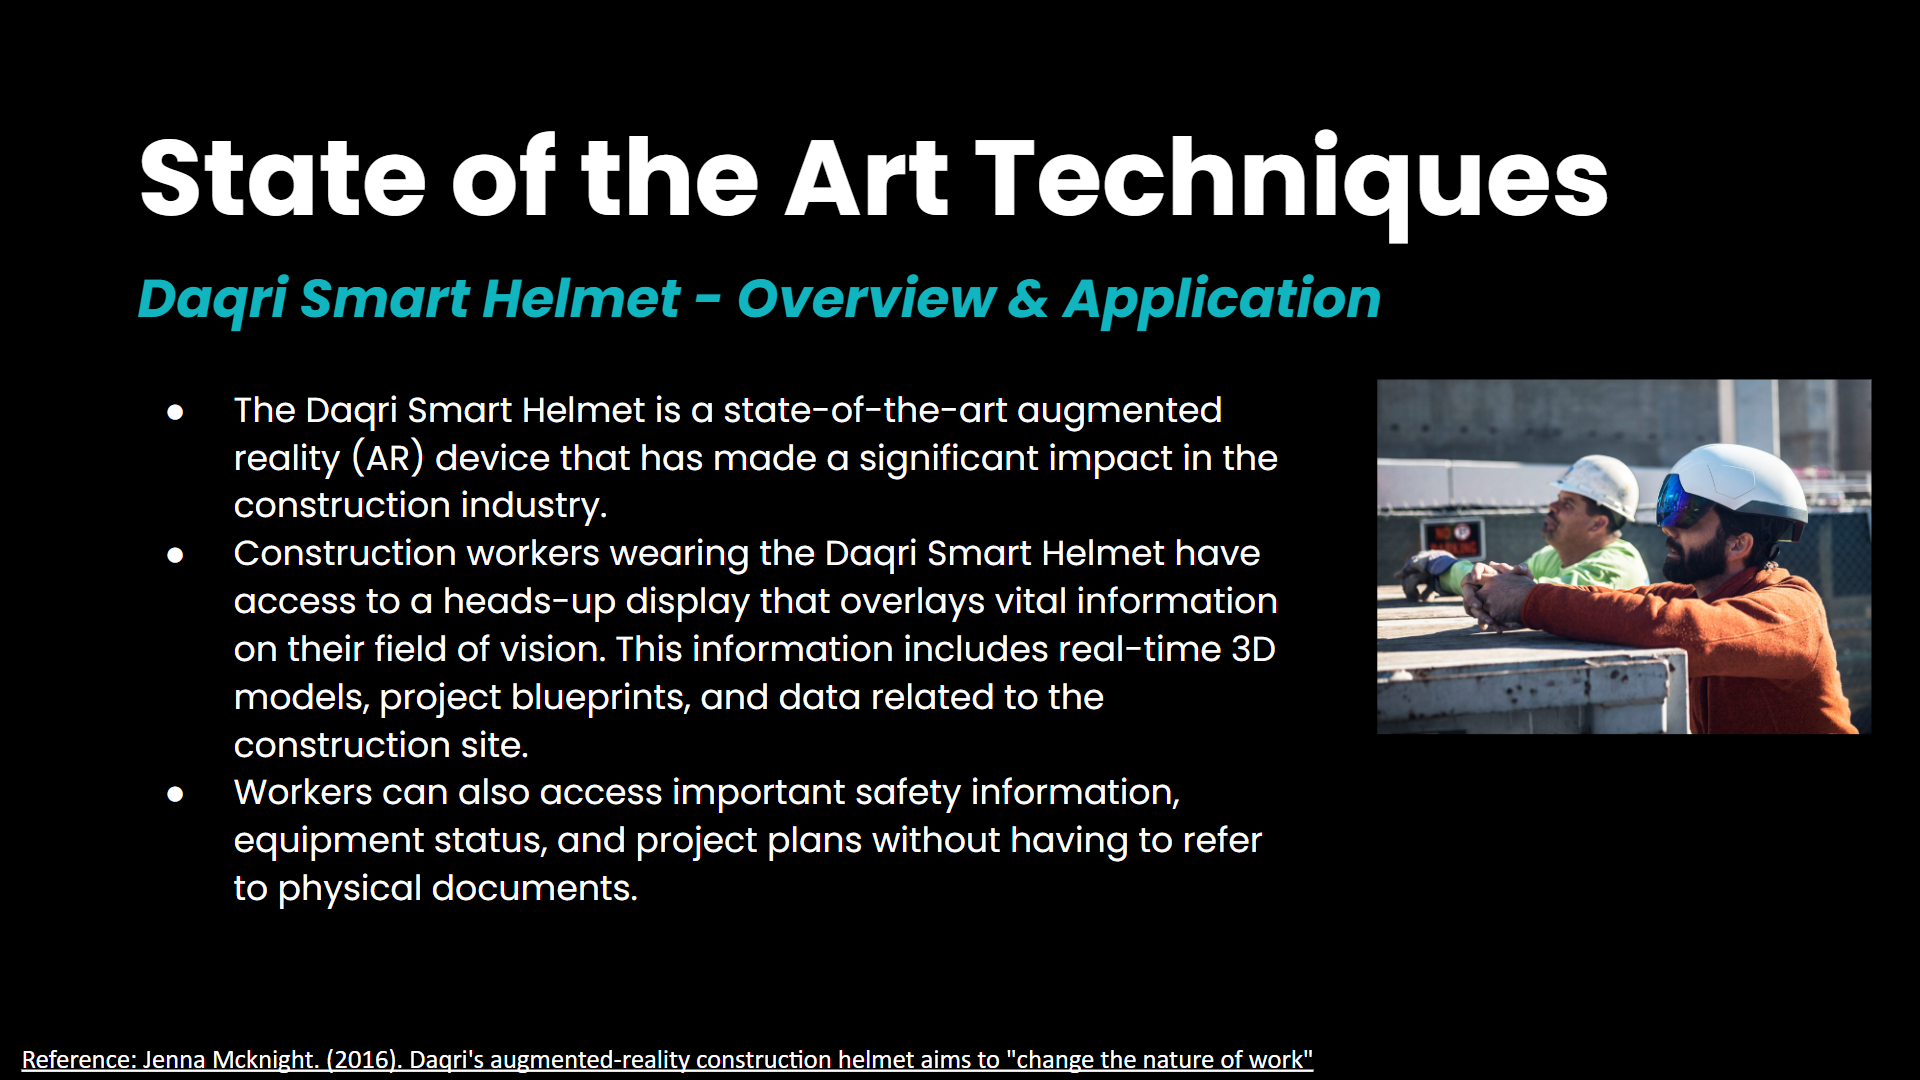 State of the Art Techniques
Daqri Smart Helmet - Overview & Application
● The Daqri Smart Helmet is a state-of-the-art augmented
reality (AR) device that has made a significant impact in the
construction industry.
● Construction workers wearing the Daqri Smart Helmet have
access to a heads-up display that overlays vital information
on their field of vision. This information includes real-time 3D
models, project blueprints, and data related to the
construction site.
● Workers can also access important safety information,
equipment status, and project plans without having to refer
to physical documents.
Reference: Jenna Mcknight. (2016). Daqri's augmented-reality construction helmet aims to "change the nature of work"